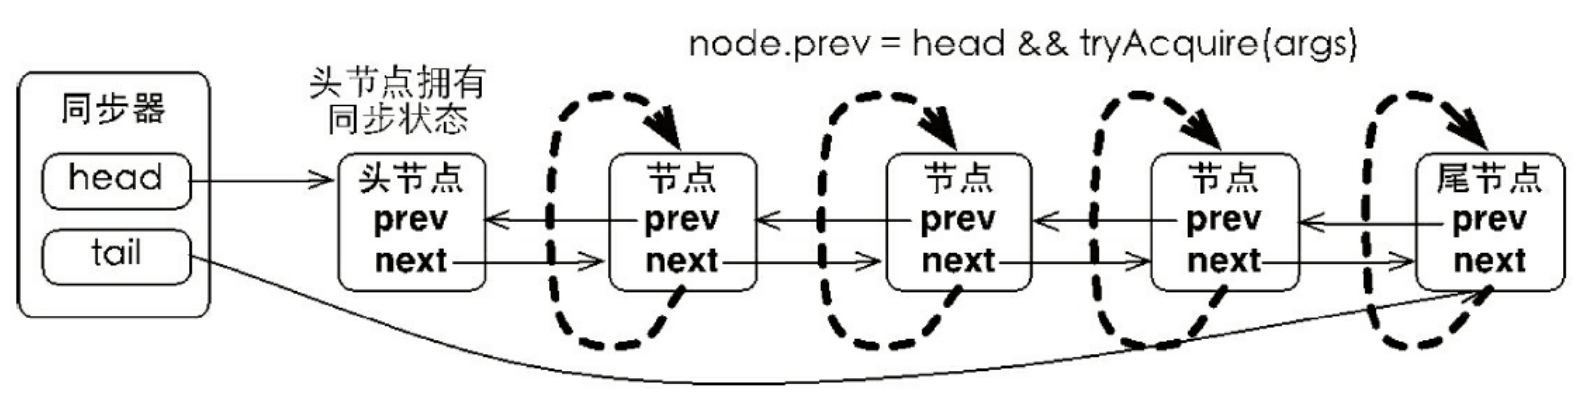 node.prev = head && tryAcquire(args)
同步器
head
tail
头节点拥有
同步状态
头节点
prev
next
节点
prev
next
节点
prev
next
节点
prev
next
尾节点
prev
next